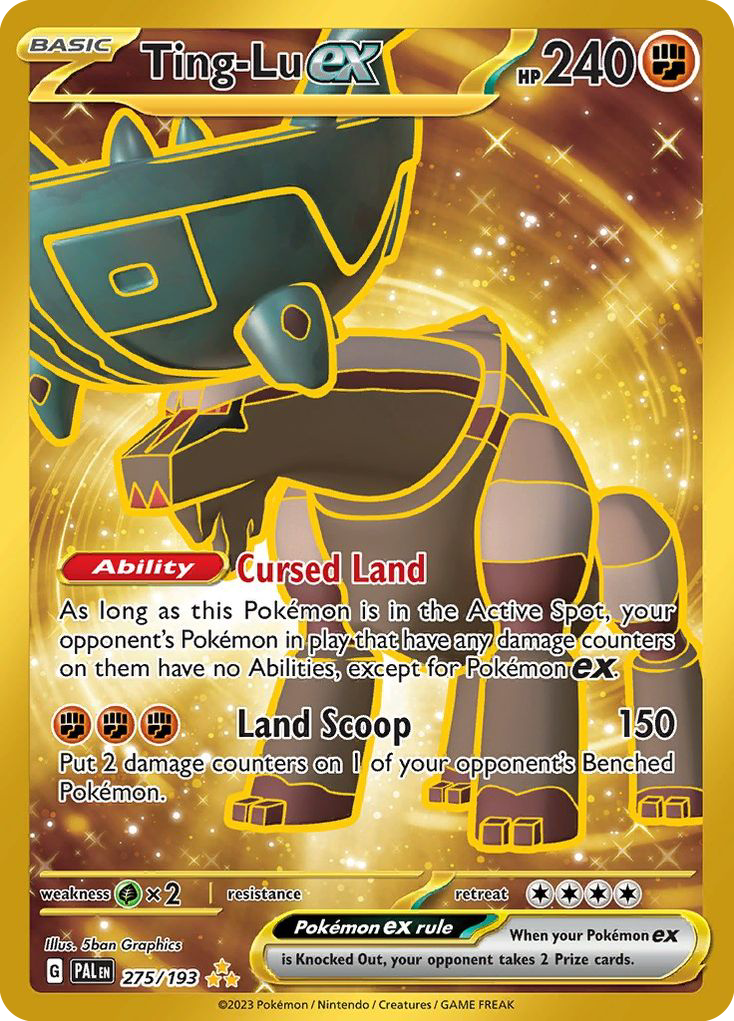 BASIC Ting-Lu ex HP 240
Ability Cursed Land
As long as this Pokémon is in the Active Spot, your
opponent's Pokémon in play that have any damage counters
on them have no Abilities, except for Pokémon ex.
Land Scoop 150
Put 2 damage counters on 1 of your opponent's Benched
Pokémon.
weakness ×2 resistance retreat
Illus. 5ban Graphics
Pokémon ex rule When your Pokémon ex
is Knocked Out, your opponent takes 2 Prize cards.
G PAL EN 275/193
©2023 Pokémon / Nintendo / Creatures / GAME FREAK